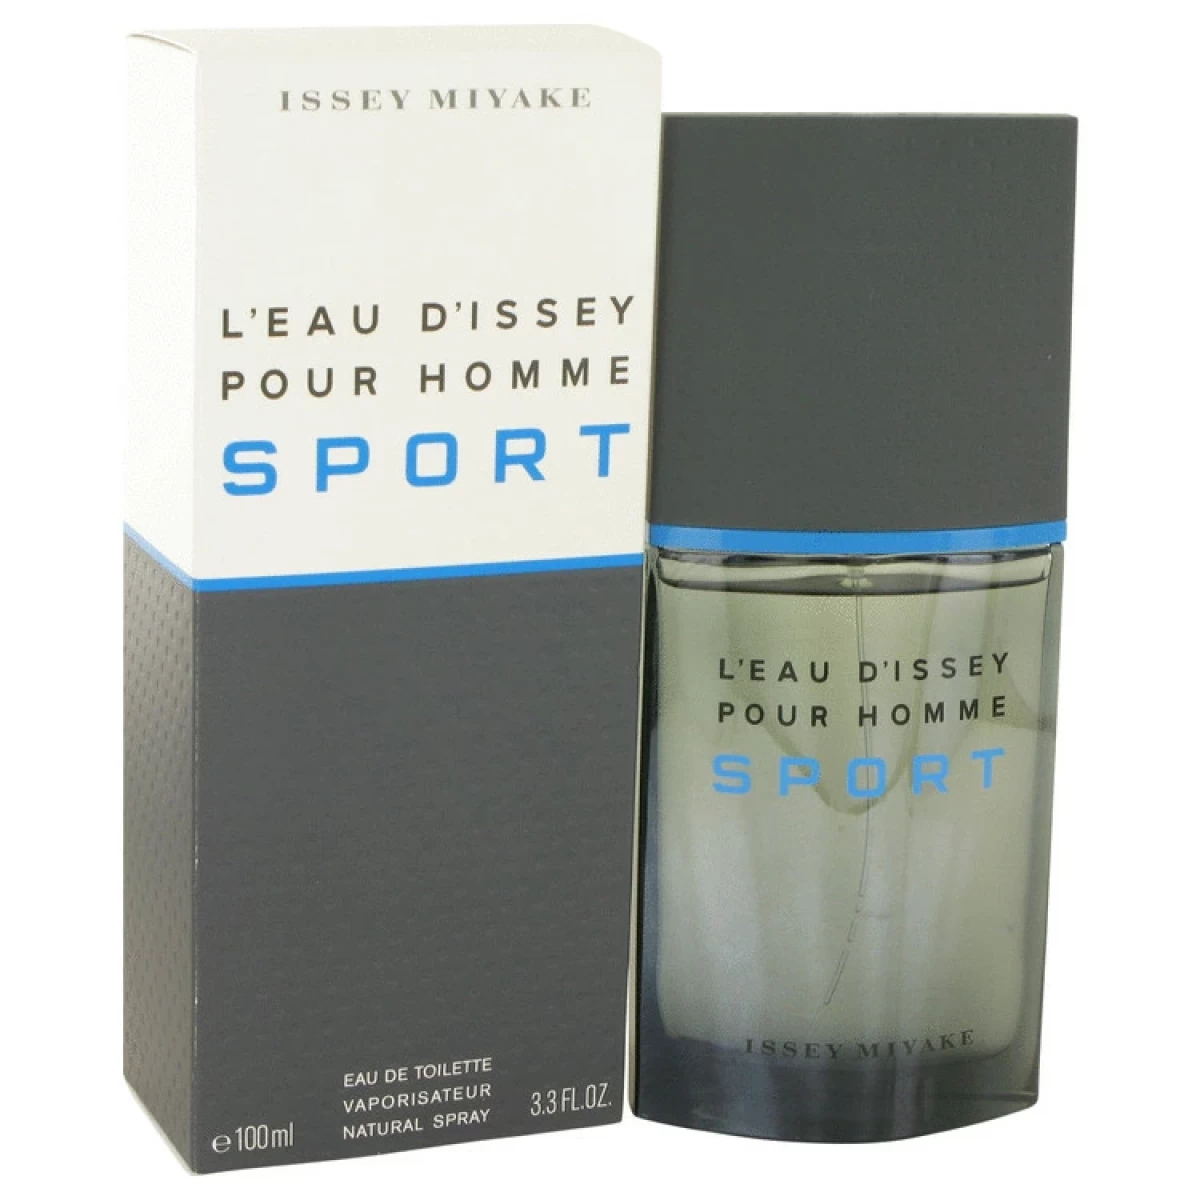 ISSEY MIYAKE
L'EAU D'ISSEY
POUR HOMME
SPORT
EAU DE TOILETTE
VAPORISATEUR
NATURAL SPRAY
℮100ml
3.3 FL.OZ.
L'EAU D'ISSEY
POUR HOMME
SPORT
ISSEY MIYAKE